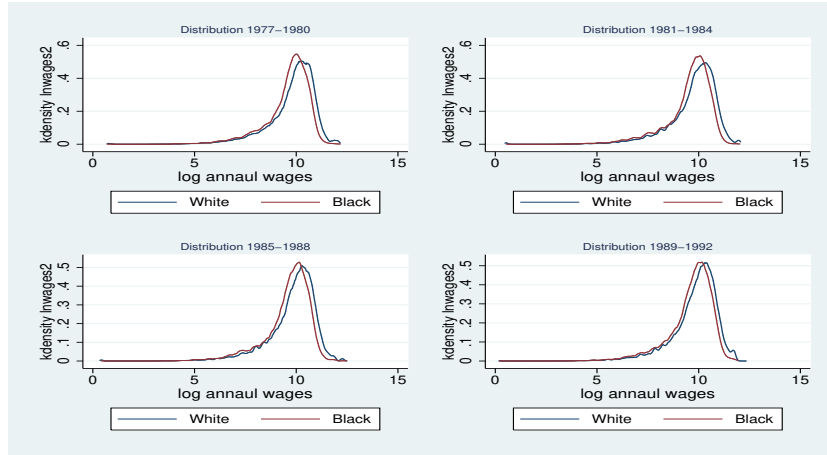 Distribution 1977−1980
kdensity lnwages2
0 .2 .4 .6
0 5 10 15
log annaul wages
White Black
Distribution 1981−1984
kdensity lnwages2
0 .2 .4 .6
0 5 10 15
log annaul wages
White Black
Distribution 1985−1988
kdensity lnwages2
0 .1 .2 .3 .4 .5
0 5 10 15
log annaul wages
White Black
Distribution 1989−1992
kdensity lnwages2
0 .1 .2 .3 .4 .5
0 5 10 15
log annaul wages
White Black